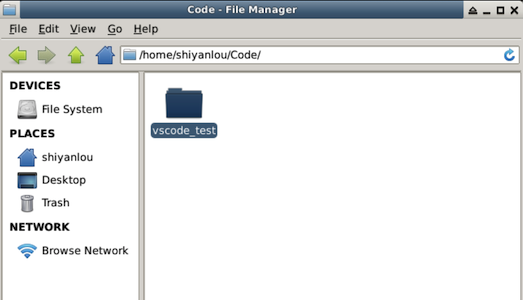 Code - File Manager
File Edit View Go Help
/home/shiyanlou/Code/
DEVICES
File System
PLACES
shiyanlou
Desktop
Trash
NETWORK
Browse Network
vscode_test